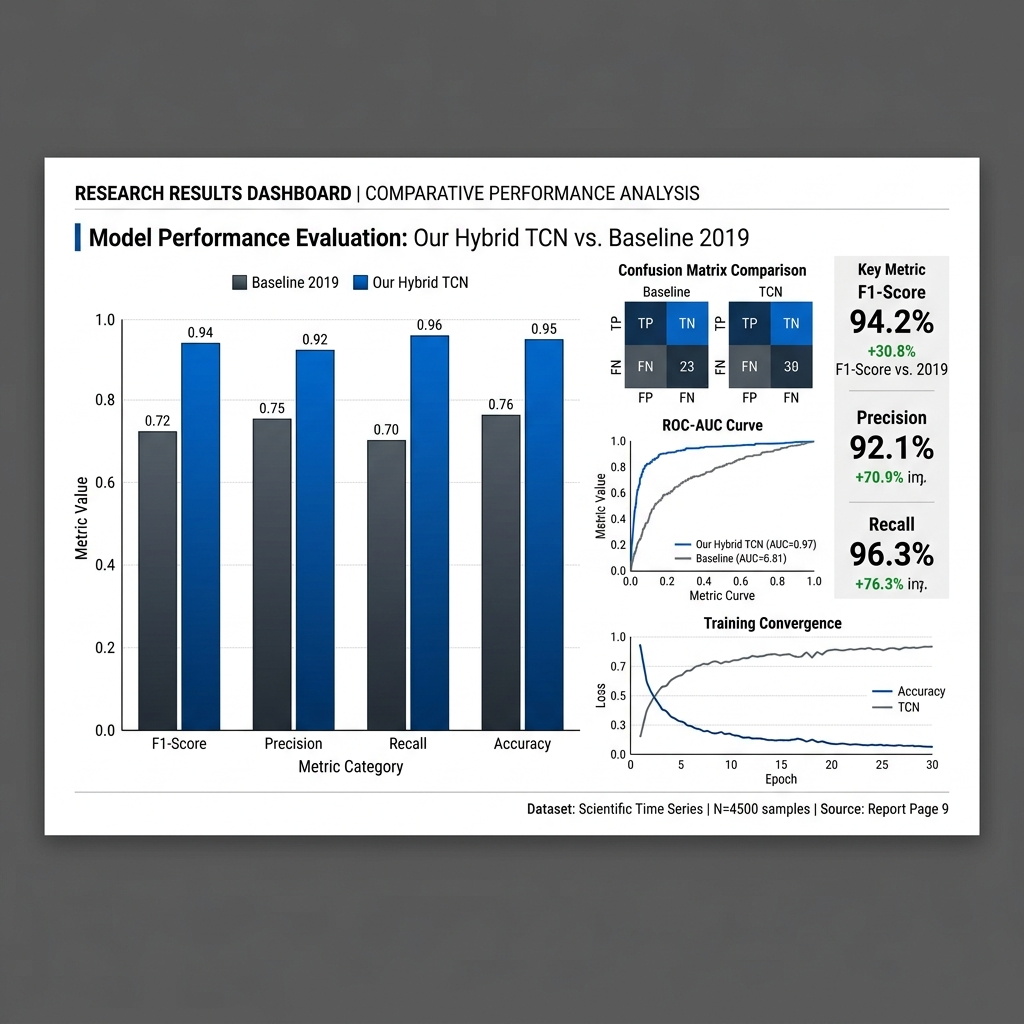 RESEARCH RESULTS DASHBOARD | COMPARATIVE PERFORMANCE ANALYSIS
Model Performance Evaluation: Our Hybrid TCN vs. Baseline 2019
Baseline 2019 Our Hybrid TCN
Metric Value
1.0
0.8
0.6
0.4
0.2
0.0
0.72 0.94 0.75 0.92 0.70 0.96 0.76 0.95
F1-Score Precision Recall Accuracy
Metric Category
Confusion Matrix Comparison
Baseline TCN
TP TP TN TP TP TN
FN FN 23 FN FN 30
FP FN FP FN
ROC-AUC Curve
Metric Value
1.0
0.8
0.6
0.4
0.2
0.0
Our Hybrid TCN (AUC=0.97)
Baseline (AUC=6.81)
0.0 0.2 0.4 0.6 0.8 1.0
Metric Curve
Key Metric
F1-Score
94.2%
+30.8%
F1-Score vs. 2019
Precision
92.1%
+70.9%
Recall
96.3%
+76.3%
Training Convergence
Loss
1.0
0.7
0.5
0.3
0.0
Accuracy
TCN
0 5 10 15 20 25 30
Epoch
Dataset: Scientific Time Series | N=4500 samples | Source: Report Page 9